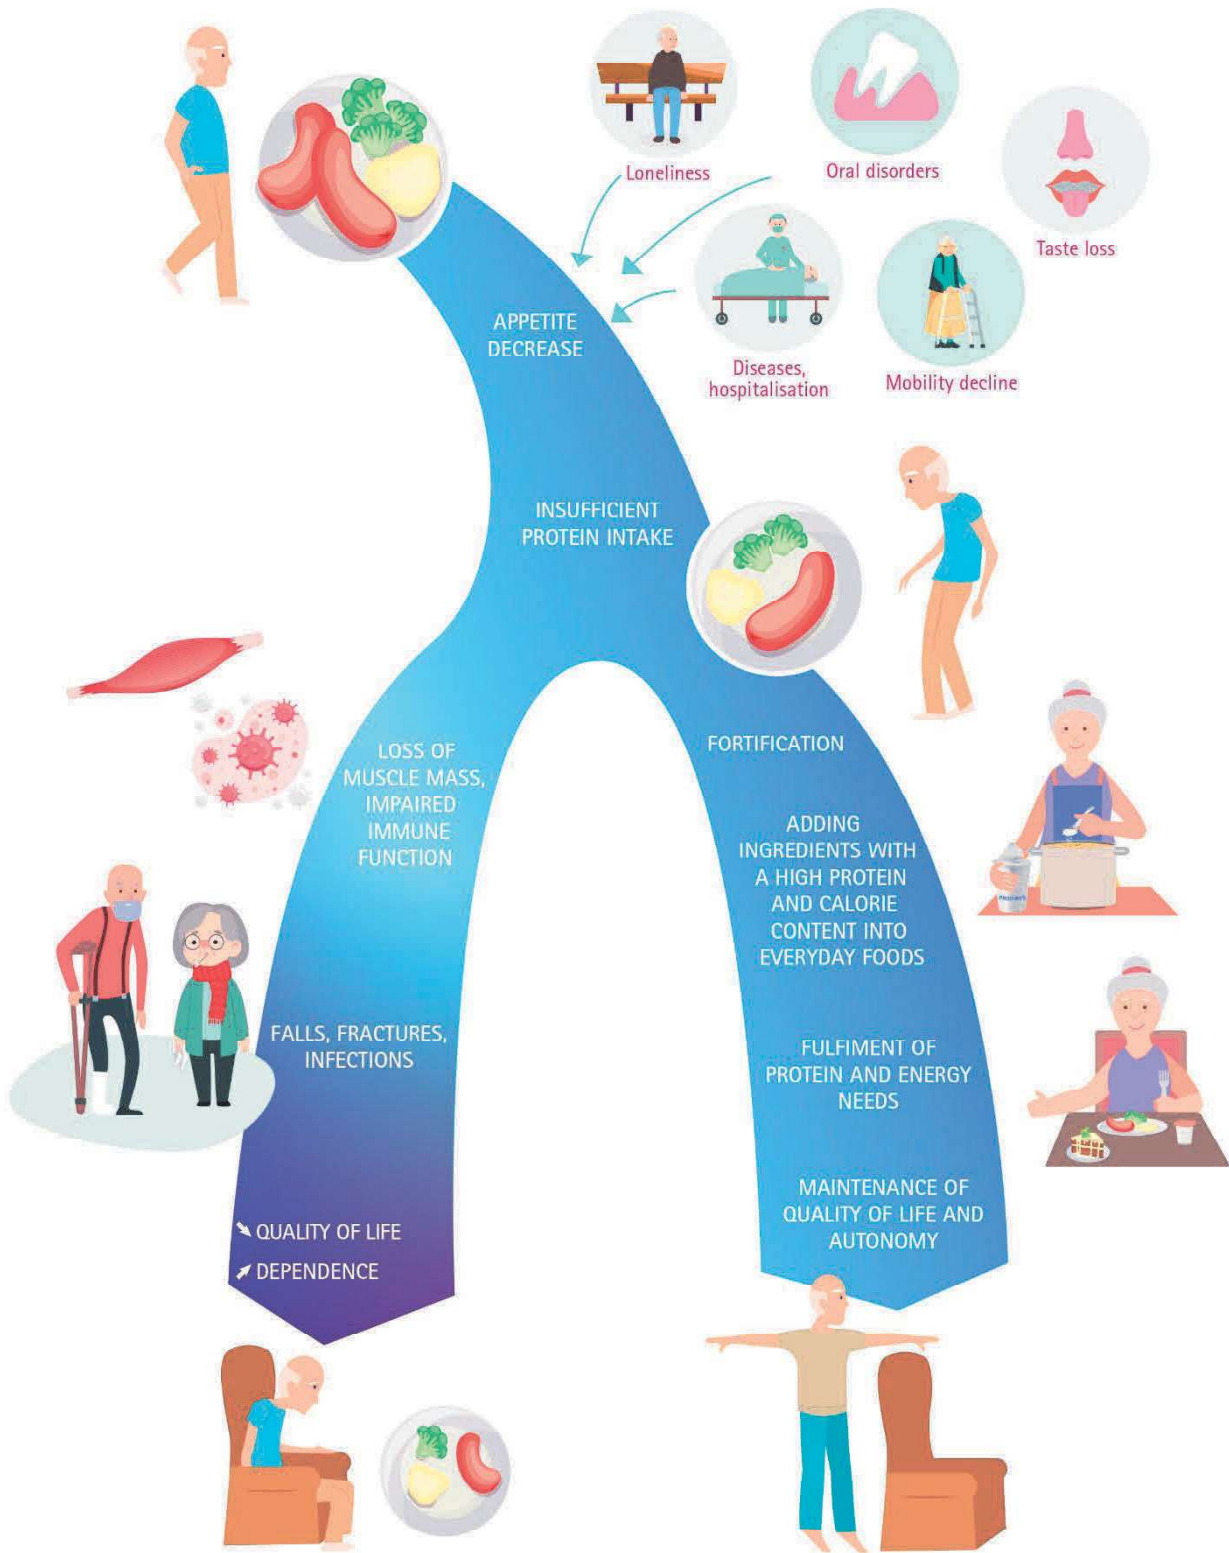 Loneliness
Oral disorders
Taste loss
Diseases,
hospitalisation
Mobility decline
APPETITE
DECREASE
INSUFFICIENT
PROTEIN INTAKE
LOSS OF
MUSCLE MASS,
IMPAIRED
IMMUNE
FUNCTION
FALLS, FRACTURES,
INFECTIONS
QUALITY OF LIFE
DEPENDENCE
FORTIFICATION
ADDING
INGREDIENTS WITH
A HIGH PROTEIN
AND CALORIE
CONTENT INTO
EVERYDAY FOODS
FULFIMENT OF
PROTEIN AND ENERGY
NEEDS
MAINTENANCE OF
QUALITY OF LIFE AND
AUTONOMY